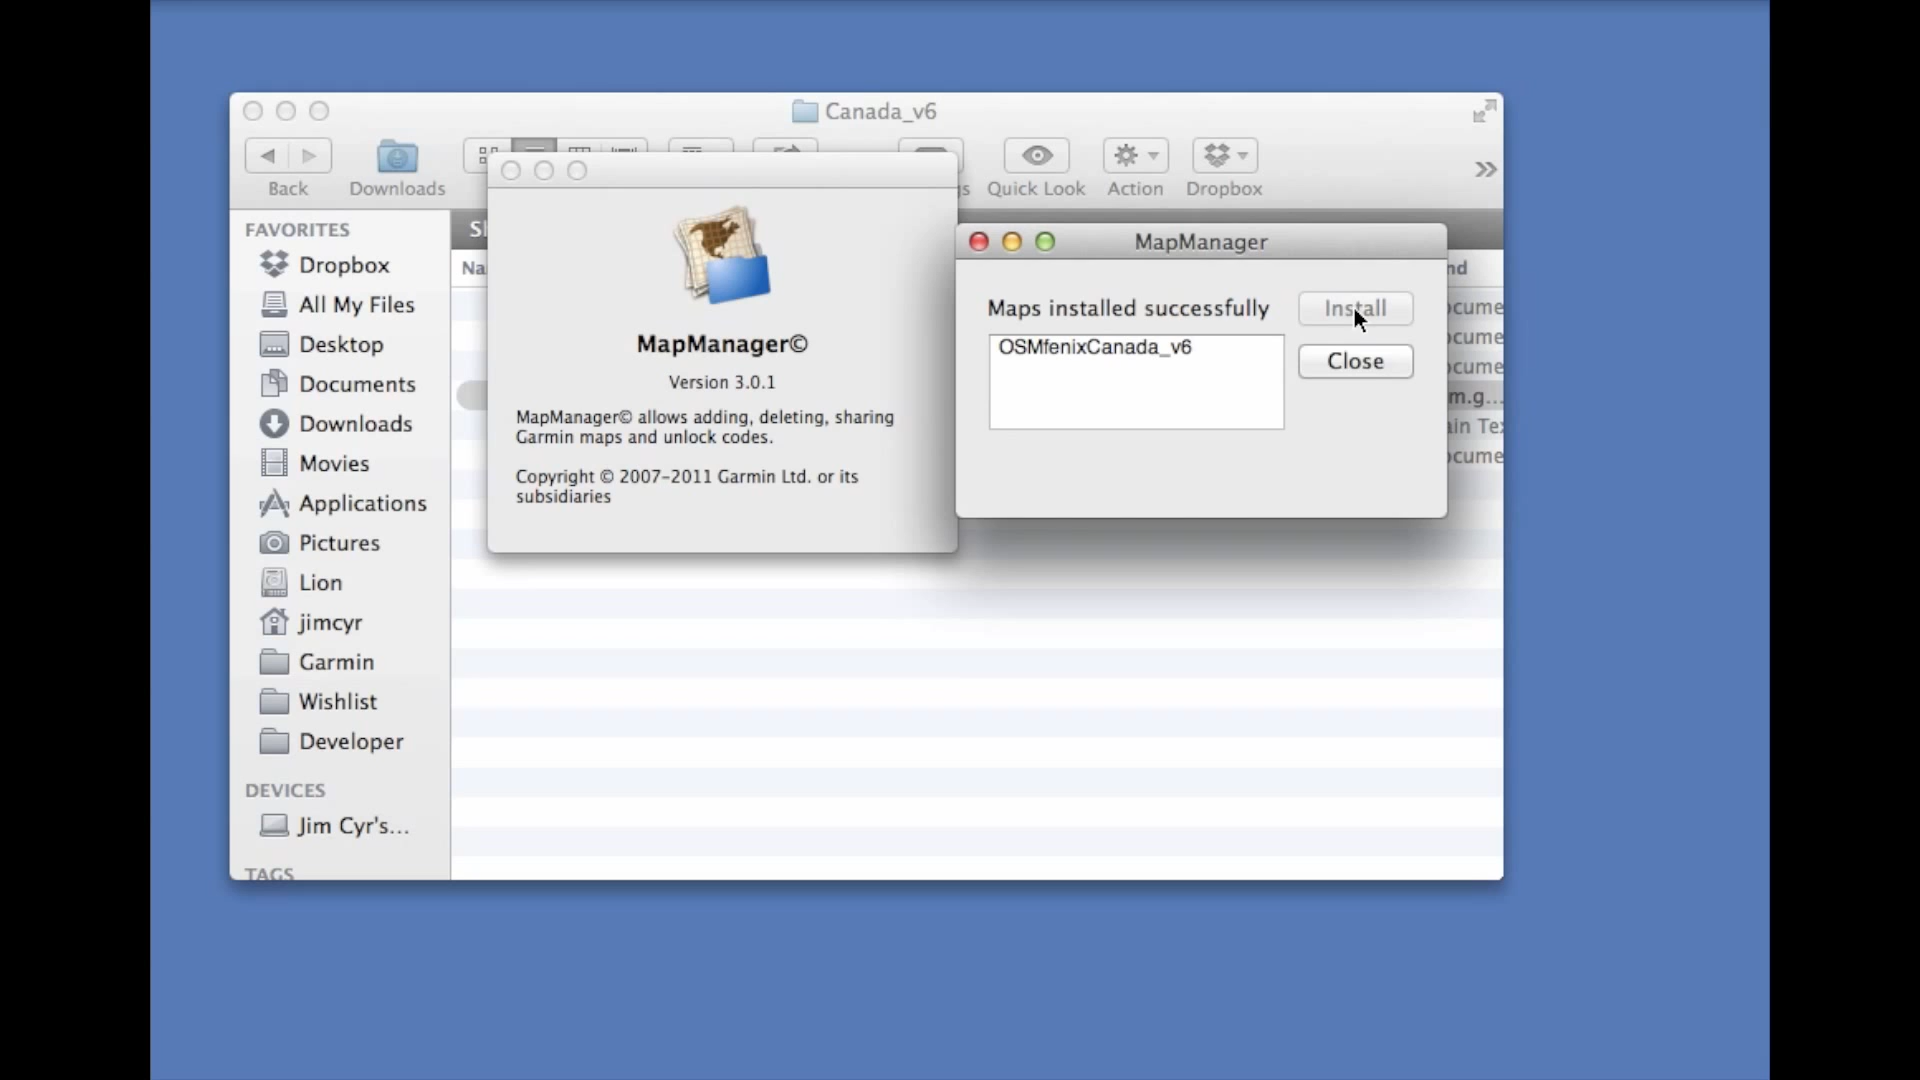 Canada_v6
Back
Downloads
Quick Look
Action
Dropbox
FAVORITES
Dropbox
All My Files
Desktop
Documents
Downloads
Movies
Applications
Pictures
Lion
jimcyr
Garmin
Wishlist
Developer
DEVICES
Jim Cyr's...
TAGS
MapManager©
Version 3.0.1
MapManager© allows adding, deleting, sharing
Garmin maps and unlock codes.
Copyright © 2007–2011 Garmin Ltd. or its
subsidiaries
MapManager
Maps installed successfully
Install
OSMfenixCanada_v6
Close